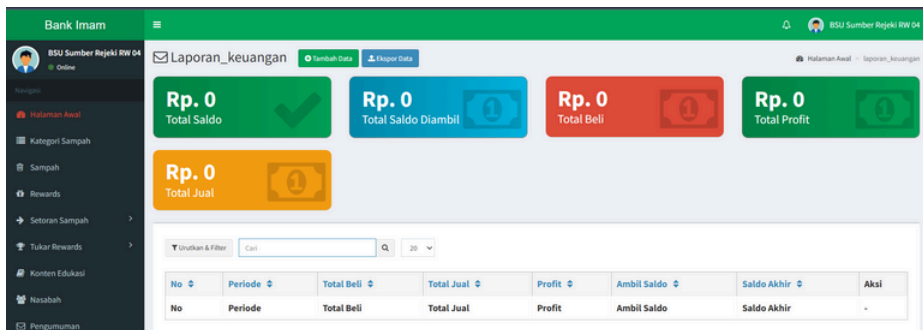 Bank Imam
BSU Sumber Rejeki RW 04
BSU Sumber Rejeki RW 04
Online
Navigasi
Halaman Awal
Kategori Sampah
Sampah
Rewards
Setoran Sampah
Tukar Rewards
Konten Edukasi
Nasabah
Pengumuman
Laporan_keuangan
Tambah Data
Ekspor Data
Halaman Awal
laporan_keuangan
Rp. 0
Total Saldo
Rp. 0
Total Saldo Diambil
Rp. 0
Total Beli
Rp. 0
Total Profit
Rp. 0
Total Jual
Urutkan & Filter
Cari
20
No Periode Total Beli Total Jual Profit Ambil Saldo Saldo Akhir Aksi
No Periode Total Beli Total Jual Profit Ambil Saldo Saldo Akhir -